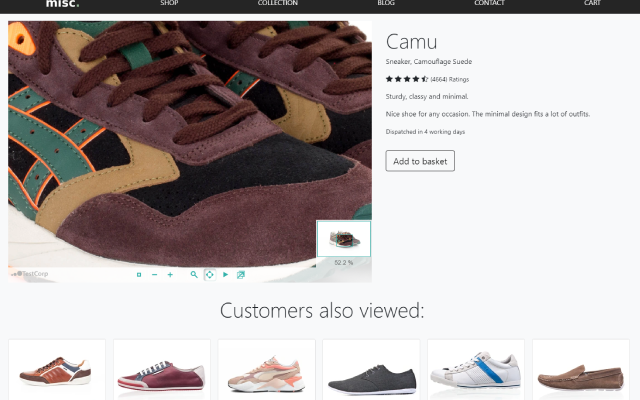 misc.
SHOP
COLLECTION
BLOG
CONTACT
CART
Camu
Sneaker, Camouflage Suede
(4664) Ratings
Sturdy, classy and minimal.
Nice shoe for any occasion. The minimal design fits a lot of outfits.
Dispatched in 4 working days
Add to basket
52.2 %
©TestCorp
Customers also viewed: